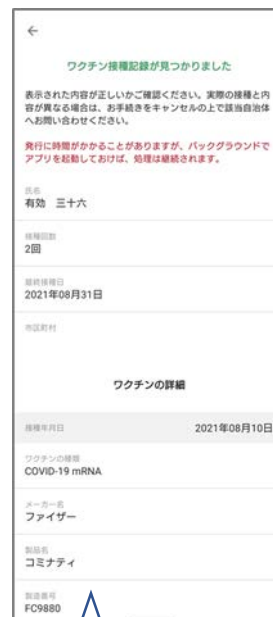 ワクチン接種記録が見つかりました
表示された内容が正しいかご確認ください。実際の接種と内
容が異なる場合は、お手続きをキャンセルの上で該当自治体
へお問い合わせください。
発行に時間がかかることがありますが、バックグラウンドで
アプリを起動しておけば、処理は継続されます。
氏名
有効 三十六
接種回数
2回
最終接種日
2021年08月31日
市区町村
ワクチンの詳細
接種年月日 2021年08月10日
ワクチンの種類
COVID-19 mRNA
メーカー名
ファイザー
製品名
コミナティ
製造番号
FC9880